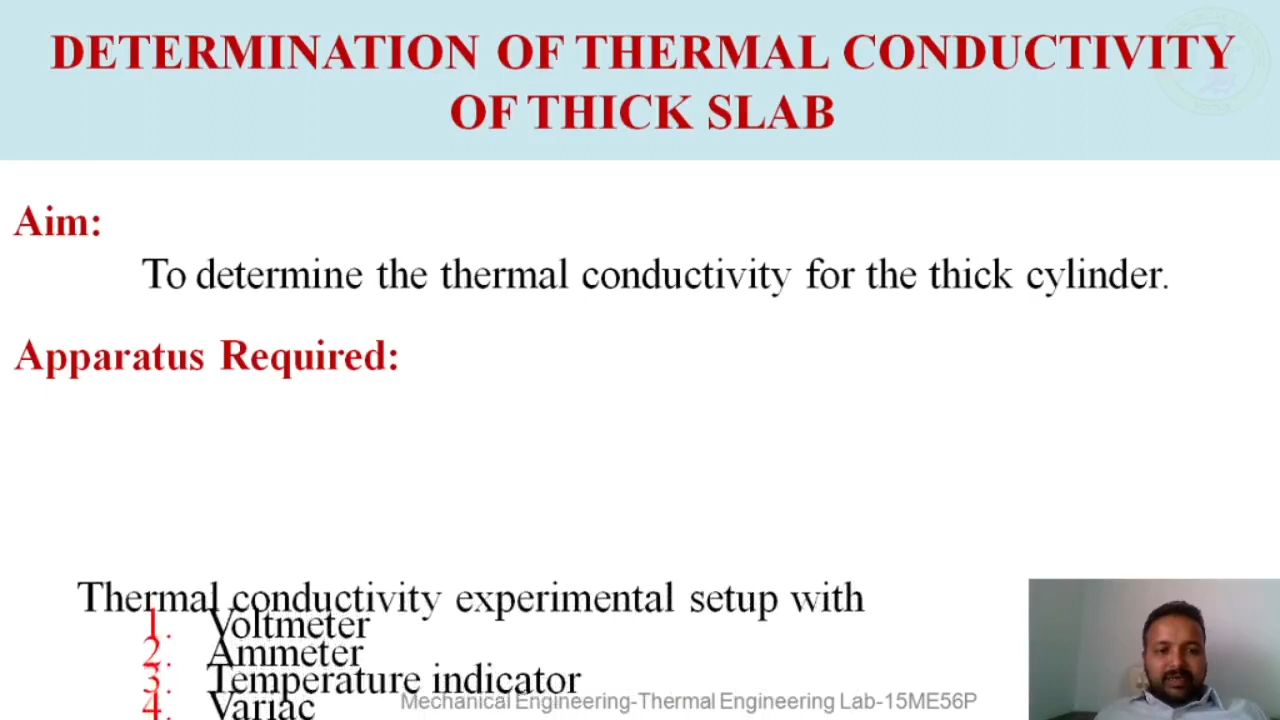 DETERMINATION OF THERMAL CONDUCTIVITY
OF THICK SLAB
Aim:
To determine the thermal conductivity for the thick cylinder.
Apparatus Required:
Thermal conductivity experimental setup with
1. Voltmeter
2. Ammeter
3. Temperature indicator
4. Variac
Mechanical Engineering-Thermal Engineering Lab-15ME56P